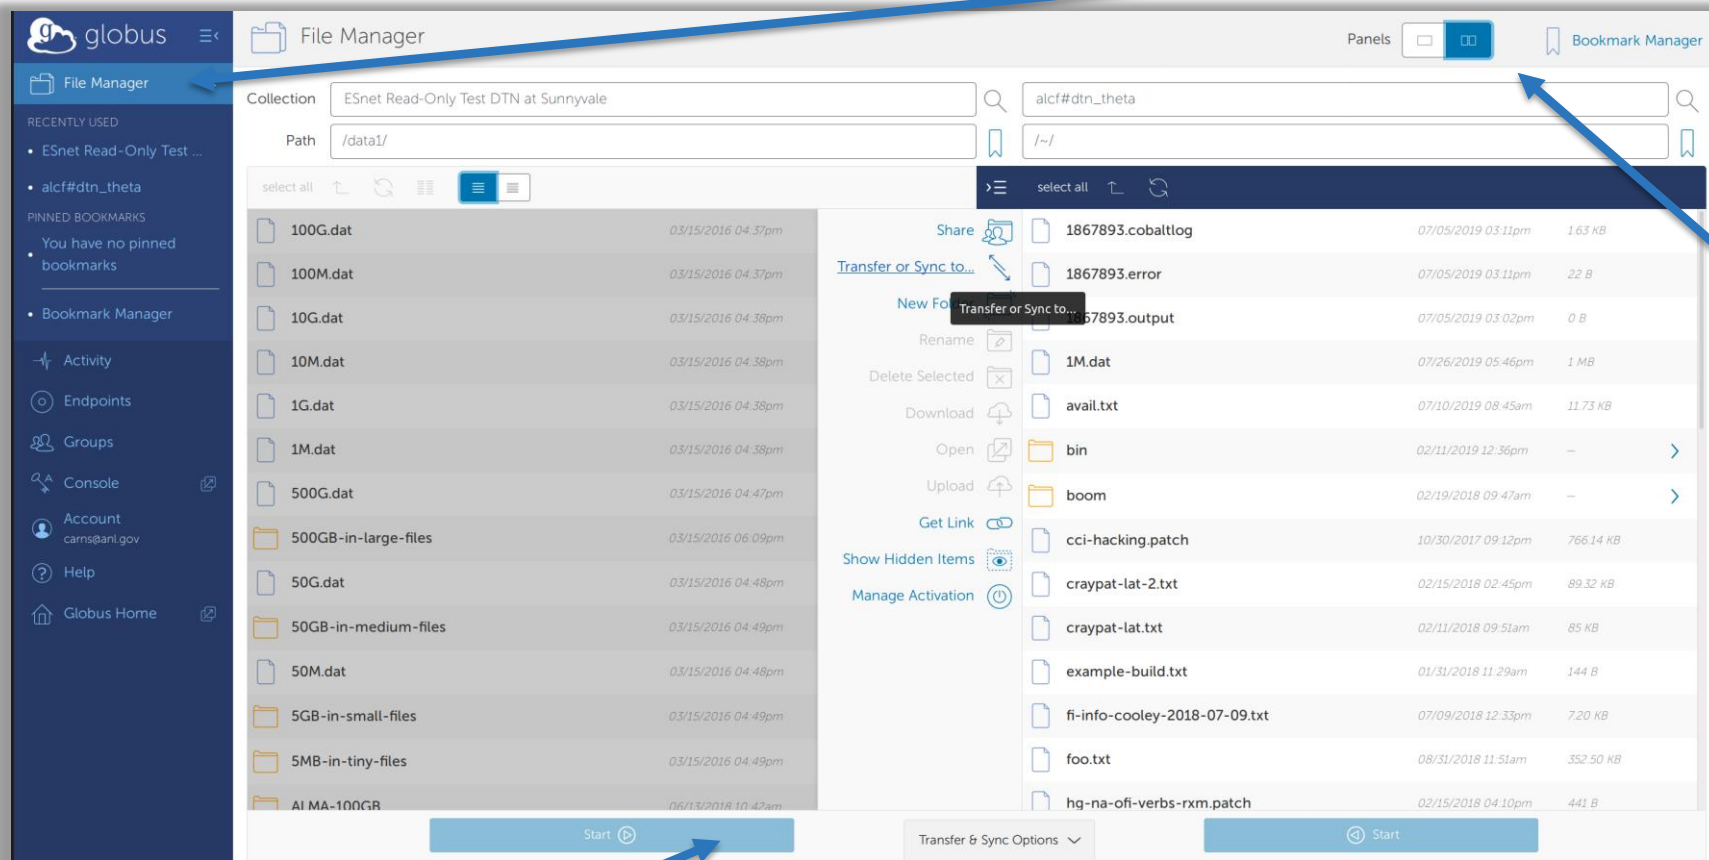 globus
File Manager
Panels
Bookmark Manager
File Manager
RECENTLY USED
• ESnet Read-Only Test ...
• alcf#dtn_theta
PINNED BOOKMARKS
• You have no pinned
bookmarks
• Bookmark Manager
Activity
Endpoints
Groups
Console
Account
carns@anl.gov
Help
Globus Home
Collection ESnet Read-Only Test DTN at Sunnyvale
Path /data1/
select all
100G.dat 03/15/2016 04:37pm
100M.dat 03/15/2016 04:37pm
10G.dat 03/15/2016 04:38pm
10M.dat 03/15/2016 04:38pm
1G.dat 03/15/2016 04:38pm
1M.dat 03/15/2016 04:38pm
500G.dat 03/15/2016 04:47pm
500GB-in-large-files 03/15/2016 06:09pm
50G.dat 03/15/2016 04:48pm
50GB-in-medium-files 03/15/2016 04:49pm
50M.dat 03/15/2016 04:48pm
5GB-in-small-files 03/15/2016 04:49pm
5MB-in-tiny-files 03/15/2016 04:49pm
ALMA-100GB 06/13/2018 10:42am
Start
Share
Transfer or Sync to...
New
Transfer or Sync to...
Rename
Delete Selected
Download
Open
Upload
Get Link
Show Hidden Items
Manage Activation
Transfer & Sync Options
alcf#dtn_theta
/~/
select all
1867893.cobaltlog 07/05/2019 03:11pm 1.63 KB
1867893.error 07/05/2019 03:11pm 22 B
1867893.output 07/05/2019 03:02pm 0 B
1M.dat 07/26/2019 05:46pm 1 MB
avail.txt 07/10/2019 08:45am 11.73 KB
bin 02/11/2019 12:36pm –
boom 02/19/2018 09:47am –
cci-hacking.patch 10/30/2017 09:12pm 766.14 KB
craypat-lat-2.txt 02/15/2018 02:45pm 89.32 KB
craypat-lat.txt 02/11/2018 09:51am 85 KB
example-build.txt 01/31/2018 11:29am 144 B
fi-info-cooley-2018-07-09.txt 07/09/2018 12:33pm 7.20 KB
foo.txt 08/31/2018 11:51am 352.50 KB
hg-na-ofi-verbs-rxm.patch 02/15/2018 04:10pm 441 B
Start